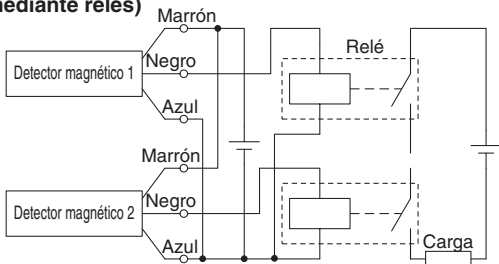 mediante relés)
Marrón
Detector magnético 1
Negro
Azul
Relé
Marrón
Detector magnético 2
Negro
Azul
Carga